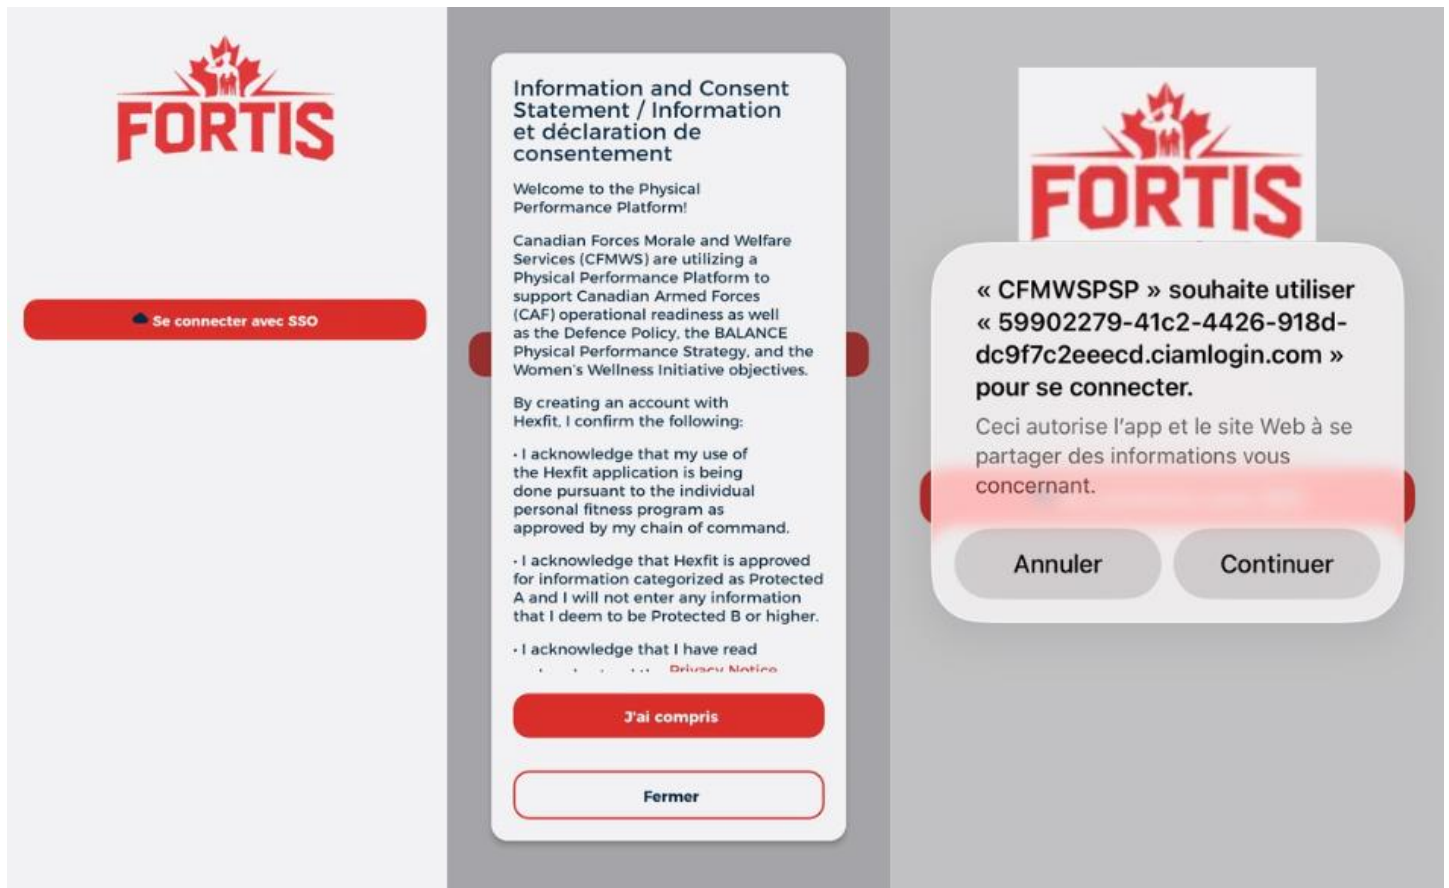 FORTIS
Se connecter avec SSO
Information and Consent
Statement / Information
et déclaration de
consentement
Welcome to the Physical
Performance Platform!
Canadian Forces Morale and Welfare
Services (CFMWS) are utilizing a
Physical Performance Platform to
support Canadian Armed Forces
(CAF) operational readiness as well
as the Defence Policy, the BALANCE
Physical Performance Strategy, and the
Women's Wellness Initiative objectives.
By creating an account with
Hexfit, I confirm the following:
• I acknowledge that my use of
the Hexfit application is being
done pursuant to the individual
personal fitness program as
approved by my chain of command.
• I acknowledge that Hexfit is approved
for information categorized as Protected
A and I will not enter any information
that I deem to be Protected B or higher.
• I acknowledge that I have read
Privacy Notice
J'ai compris
Fermer
FORTIS
« CFMWSPSP » souhaite utiliser
« 59902279-41c2-4426-918d-
dc9f7c2eeecd.ciamlogin.com »
pour se connecter.
Ceci autorise l'app et le site Web à se
partager des informations vous
concernant.
Annuler
Continuer